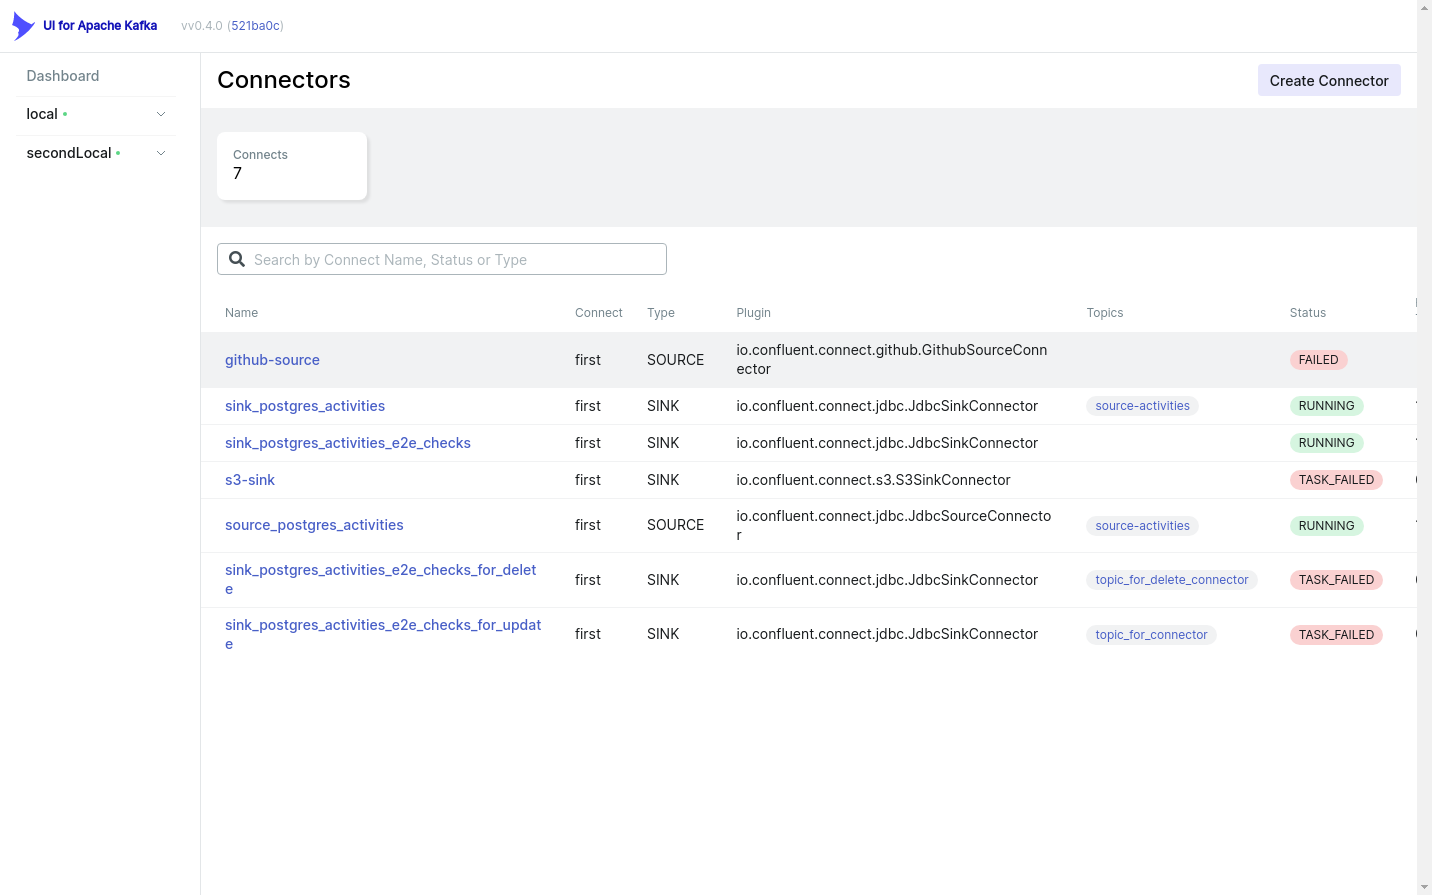 UI for Apache Kafka vv0.4.0 (521ba0c)
Dashboard
local
secondLocal
Connectors
Create Connector
Connects
7
Search by Connect Name, Status or Type
Name Connect Type Plugin Topics Status
github-source first SOURCE io.confluent.connect.github.GithubSourceConn
ector FAILED
sink_postgres_activities first SINK io.confluent.connect.jdbc.JdbcSinkConnector source-activities RUNNING
sink_postgres_activities_e2e_checks first SINK io.confluent.connect.jdbc.JdbcSinkConnector RUNNING
s3-sink first SINK io.confluent.connect.s3.S3SinkConnector TASK_FAILED
source_postgres_activities first SOURCE io.confluent.connect.jdbc.JdbcSourceConnecto
r source-activities RUNNING
sink_postgres_activities_e2e_checks_for_delet
e first SINK io.confluent.connect.jdbc.JdbcSinkConnector topic_for_delete_connector TASK_FAILED
sink_postgres_activities_e2e_checks_for_updat
e first SINK io.confluent.connect.jdbc.JdbcSinkConnector topic_for_connector TASK_FAILED